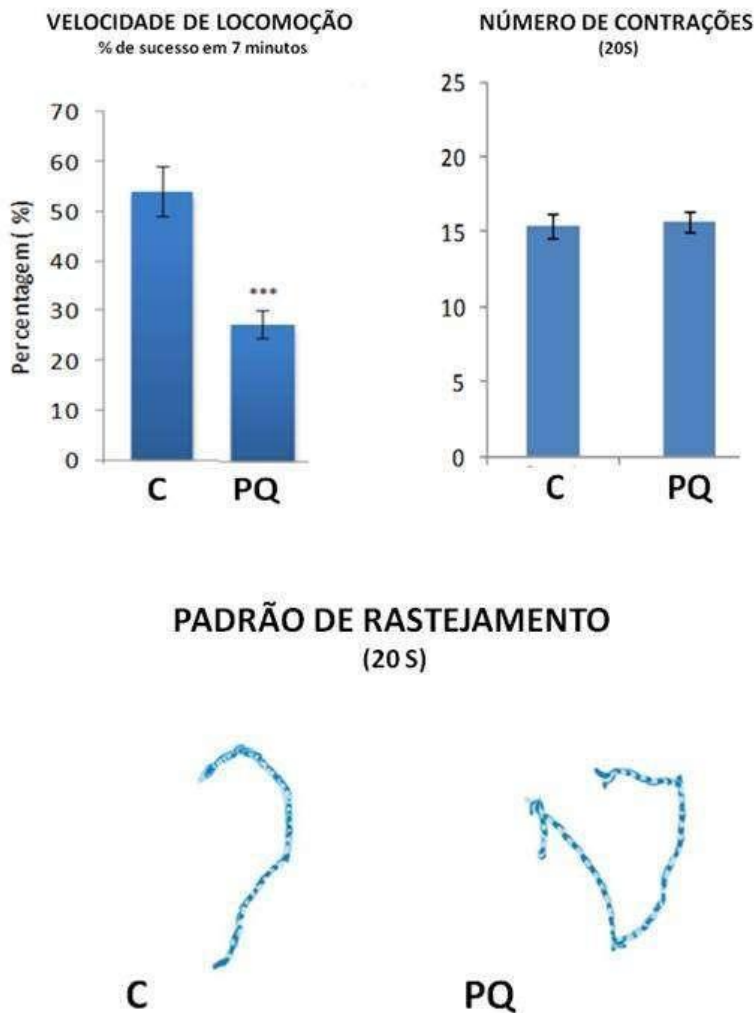 VELOCIDADE DE LOCOMOÇÃO
% de sucesso em 7 minutos
Percentagem ( %)
70
60
50
40
30
20
10
0
***
C PQ
NÚMERO DE CONTRAÇÕES
(20S)
25
20
15
10
5
0
C PQ
PADRÃO DE RASTEJAMENTO
(20 S)
C PQ